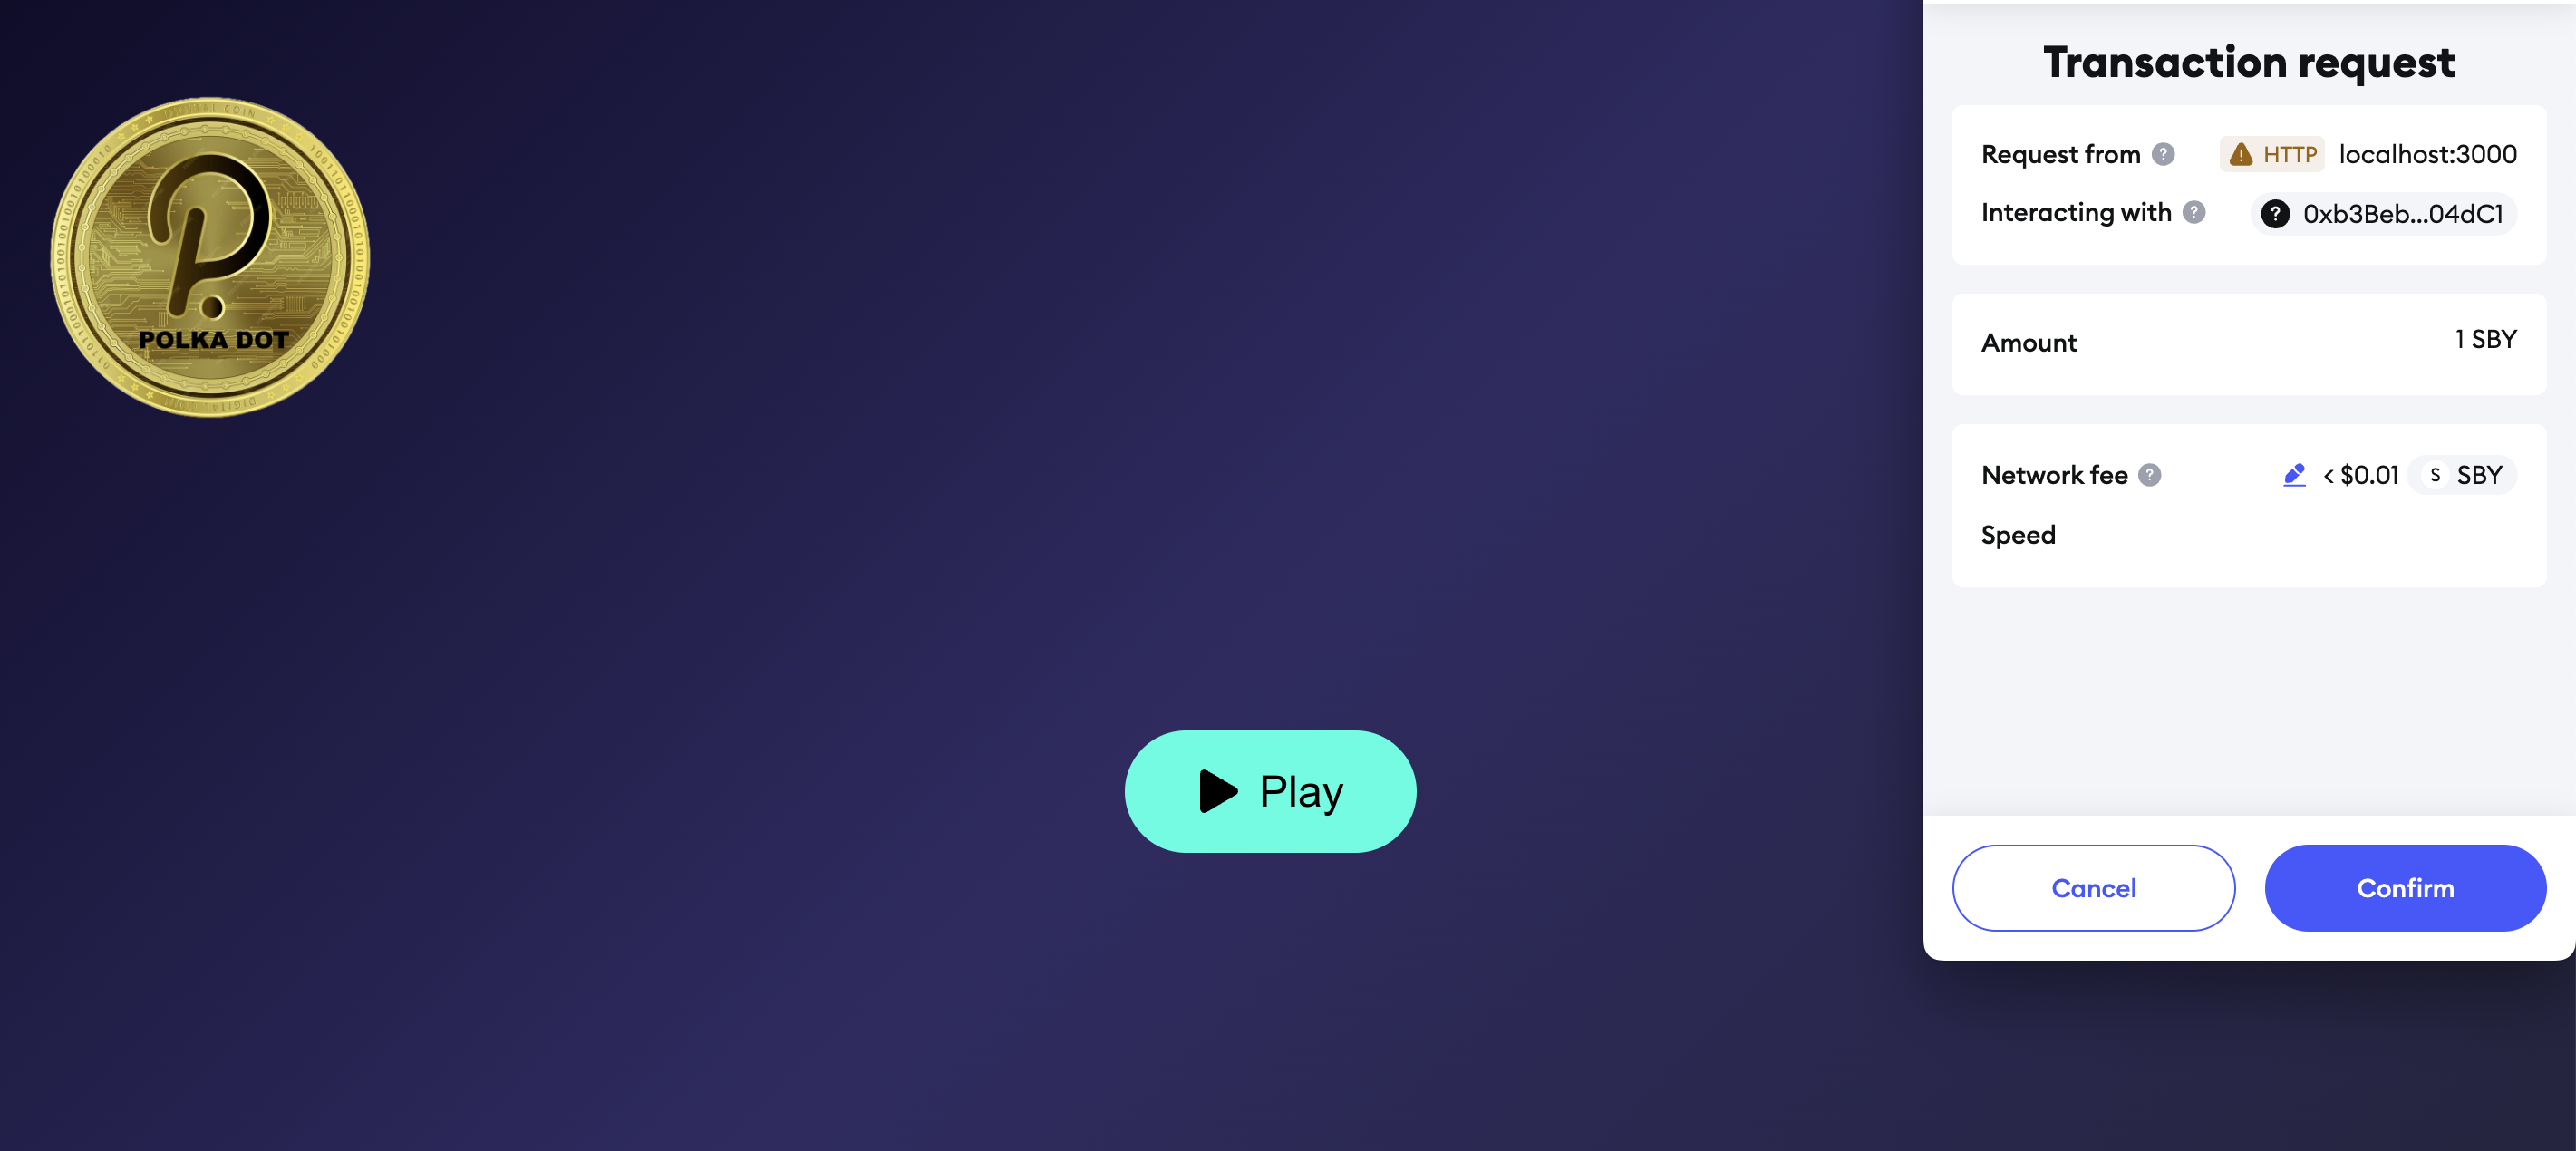 POLKA DOT
Play
Transaction request
Request from ? HTTP localhost:3000
Interacting with ? ? 0xb3Beb...04dC1
Amount 1 SBY
Network fee ? < $0.01 S SBY
Speed
Cancel Confirm